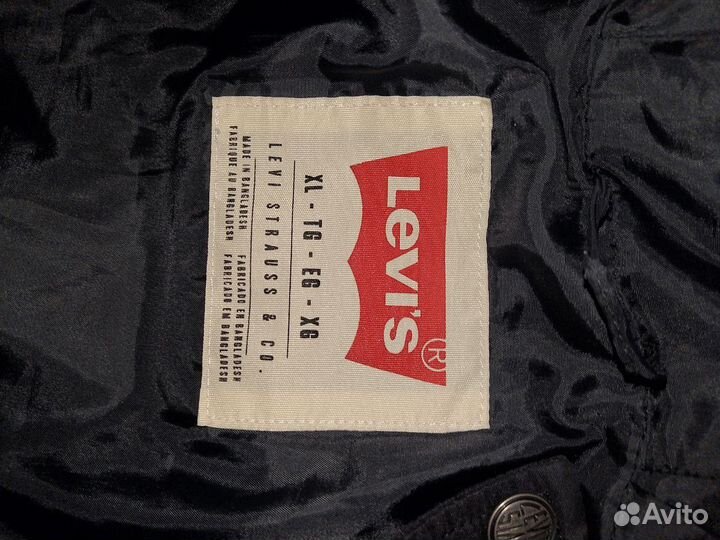 LEVI'S
®
XL - TG - EG - XG
LEVI STRAUSS & CO.
MADE IN BANGLADESH FABRICADO EN BANGLADESH
FABRIQUE AU BANGLADESH FABRICADO EM BANGLADESH
Avito